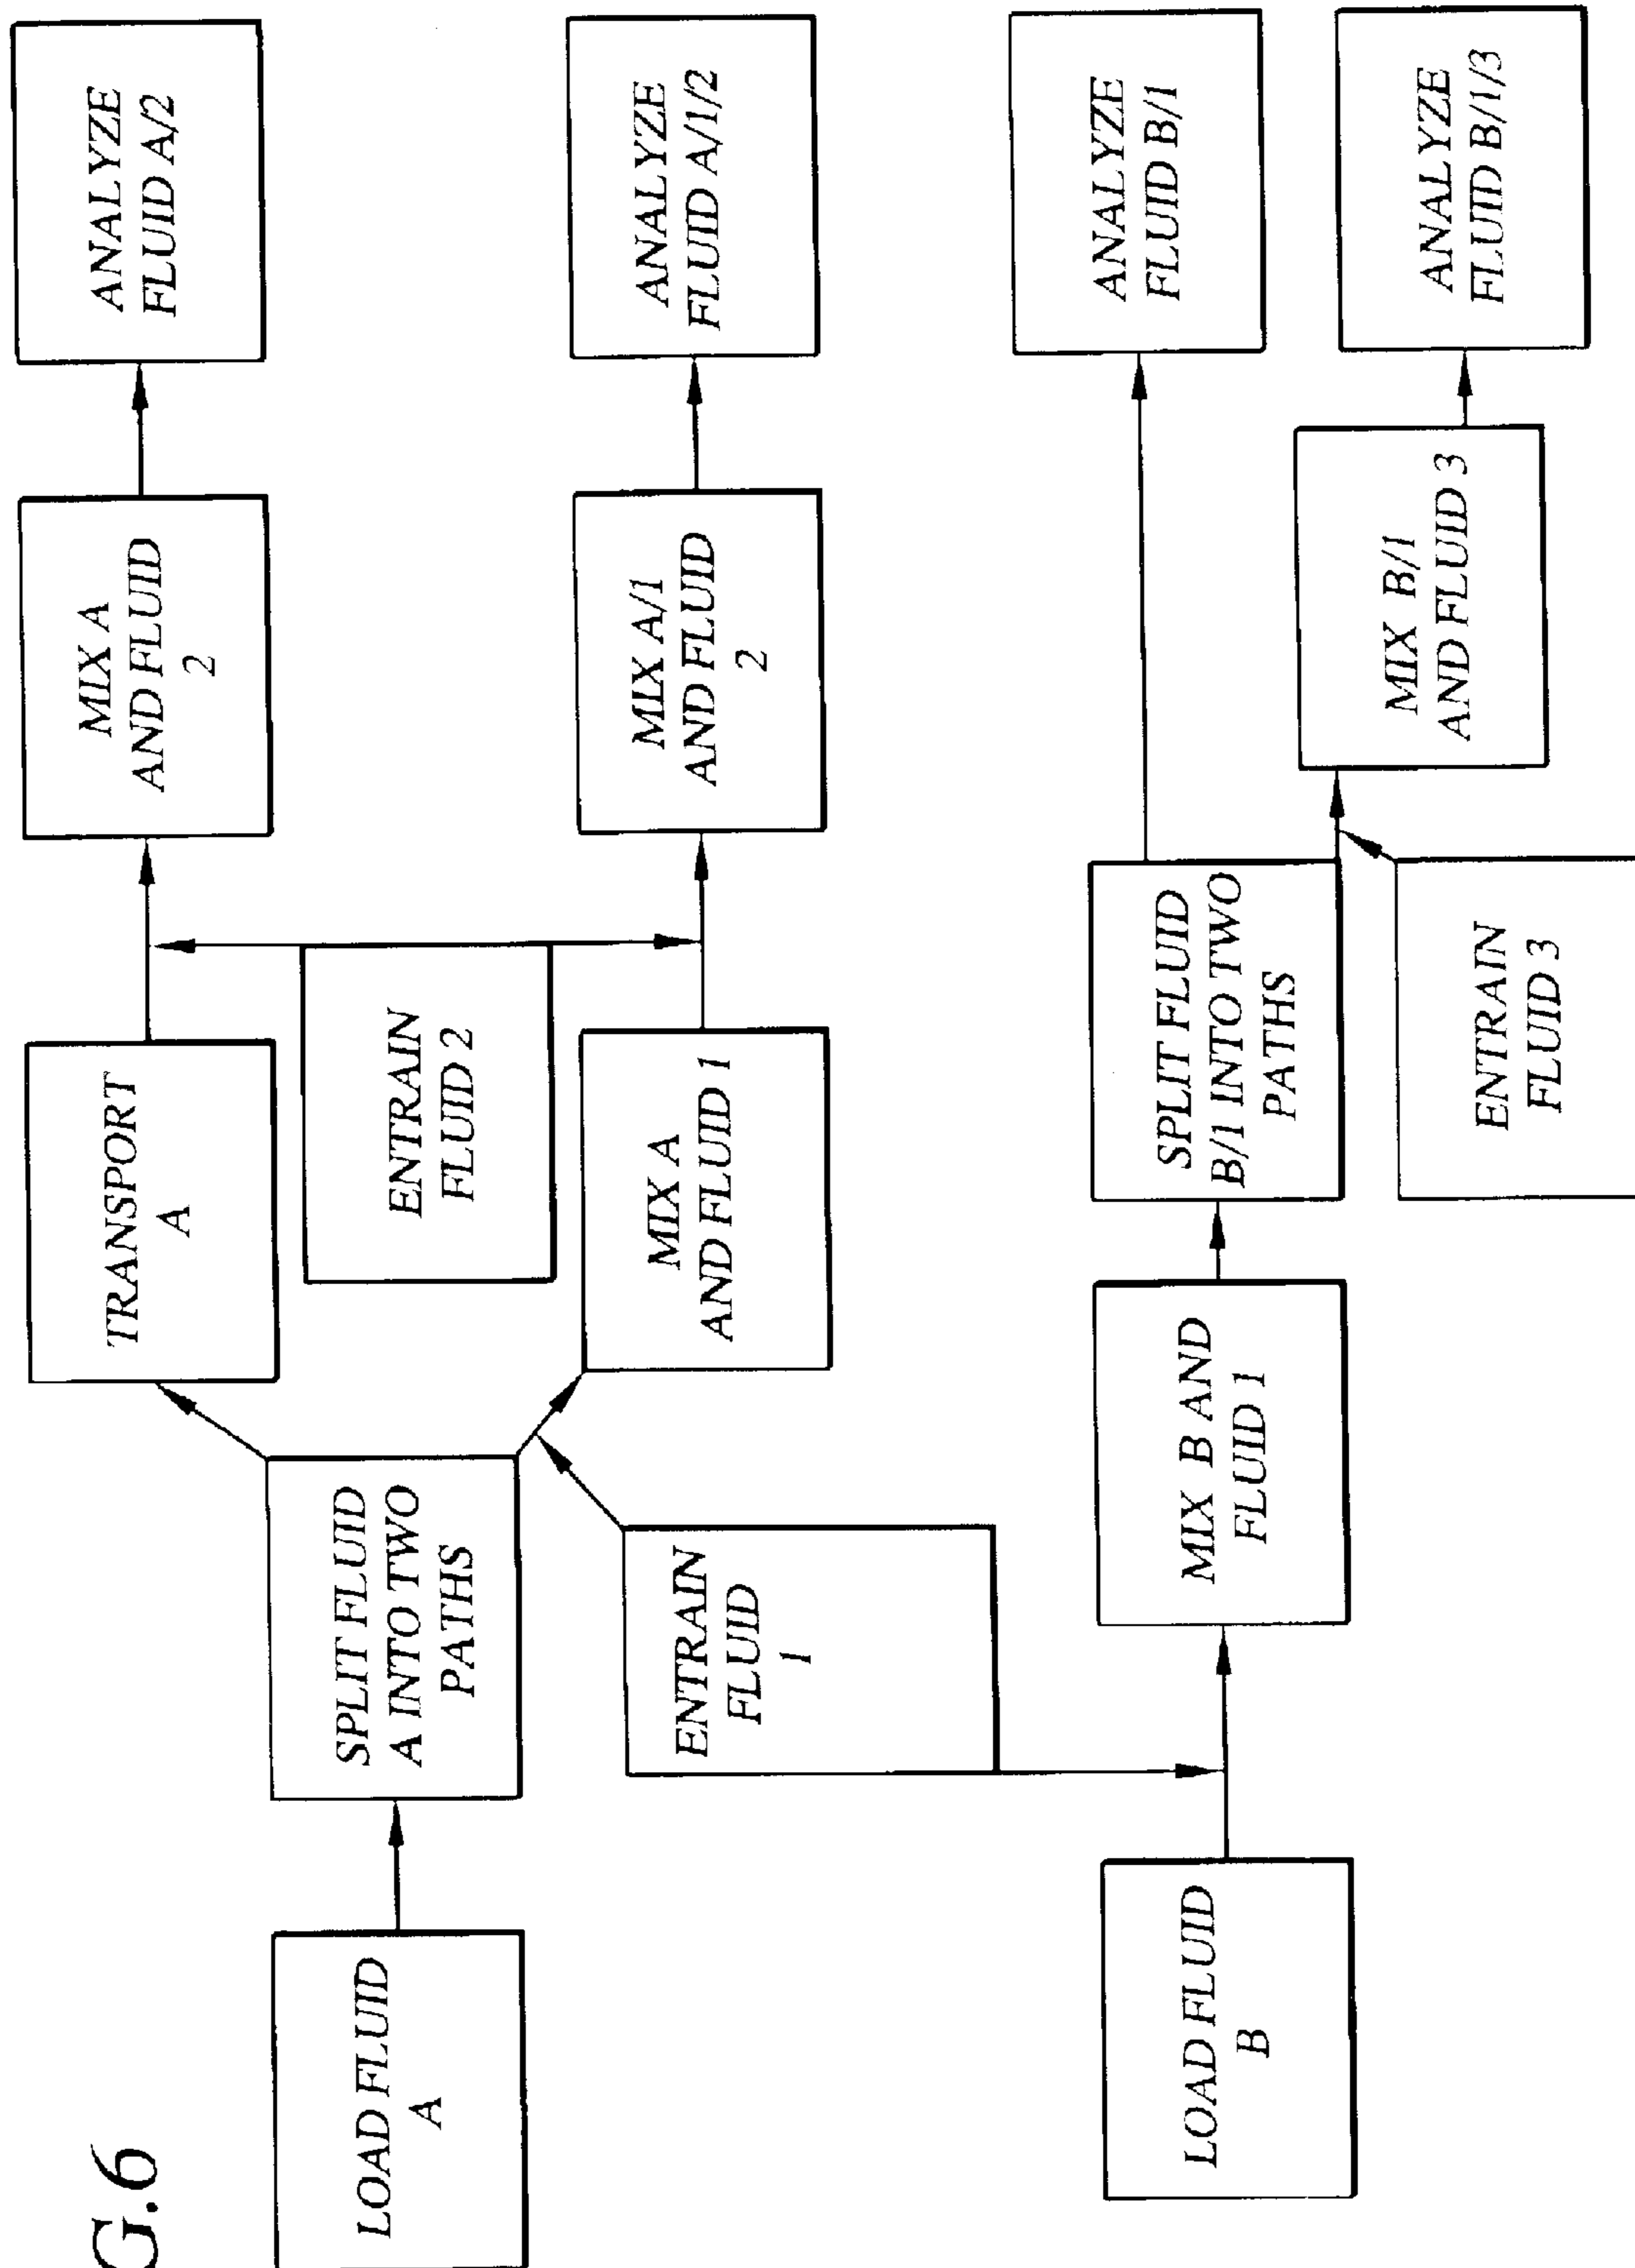 G.6
LOAD FLUID
A
SPLIT FLUID
A INTO TWO
PATHS
TRANSPORT
A
MIX A
AND FLUID
2
ANALYZE
FLUID A/2
ENTRAIN
FLUID 2
ENTRAIN
FLUID
1
MIX A
AND FLUID 1
MIX A/1
AND FLUID
2
ANALYZE
FLUID A/1/2
LOAD FLUID
B
MIX B AND
FLUID 1
SPLIT FLUID
B/1 INTO TWO
PATHS
ANALYZE
FLUID B/1
ENTRAIN
FLUID 3
MIX B/1
AND FLUID 3
ANALYZE
FLUID B/1/3